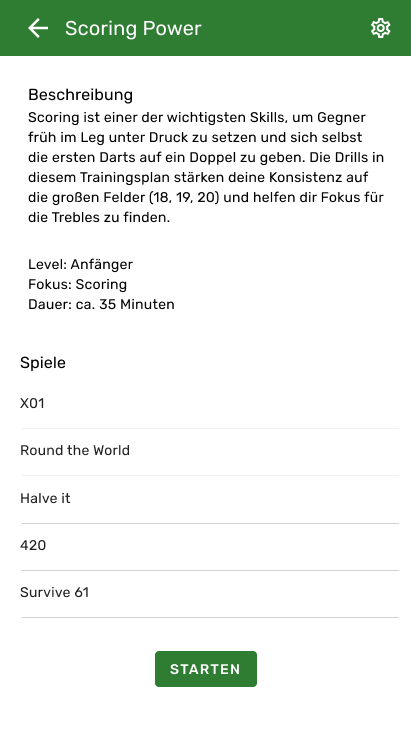 Scoring Power
Beschreibung
Scoring ist einer der wichtigsten Skills, um Gegner
früh im Leg unter Druck zu setzen und sich selbst
die ersten Darts auf ein Doppel zu geben. Die Drills in
diesem Trainingsplan stärken deine Konsistenz auf
die großen Felder (18, 19, 20) und helfen dir Fokus für
die Trebles zu finden.
Level: Anfänger
Fokus: Scoring
Dauer: ca. 35 Minuten
Spiele
X01
Round the World
Halve it
420
Survive 61
STARTEN